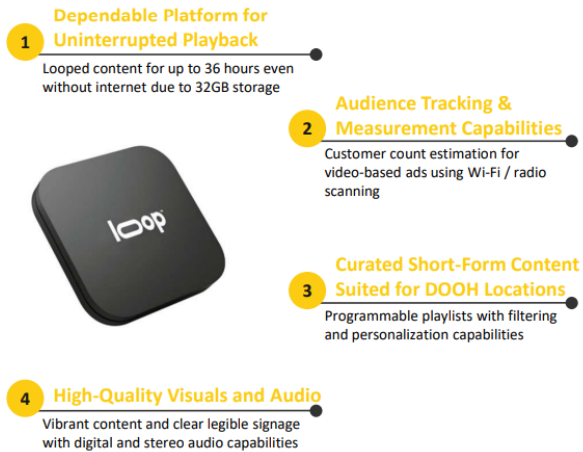 1
Dependable Platform for
Uninterrupted Playback
Looped content for up to 36 hours even
without internet due to 32GB storage
2
Audience Tracking &
Measurement Capabilities
Customer count estimation for
video-based ads using Wi-Fi / radio
scanning
loop
3
Curated Short-Form Content
Suited for DOOH Locations
Programmable playlists with filtering
and personalization capabilities
4
High-Quality Visuals and Audio
Vibrant content and clear legible signage
with digital and stereo audio capabilities